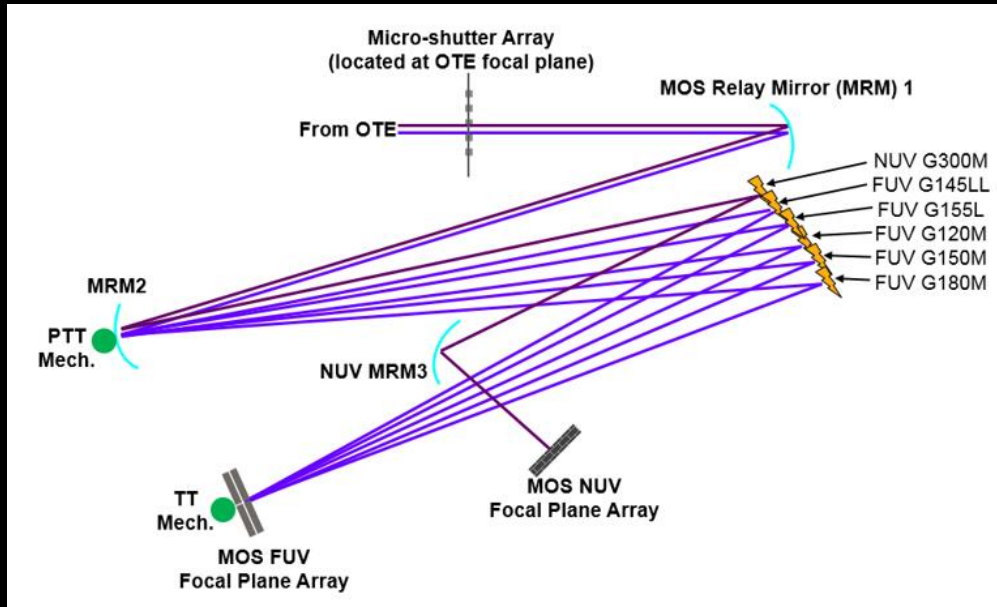 Micro-shutter Array
(located at OTE focal plane)
MOS Relay Mirror (MRM) 1
From OTE
NUV G300M
FUV G145LL
FUV G155L
FUV G120M
FUV G150M
FUV G180M
MRM2
PTT
Mech.
NUV MRM3
TT
Mech.
MOS NUV
Focal Plane Array
MOS FUV
Focal Plane Array